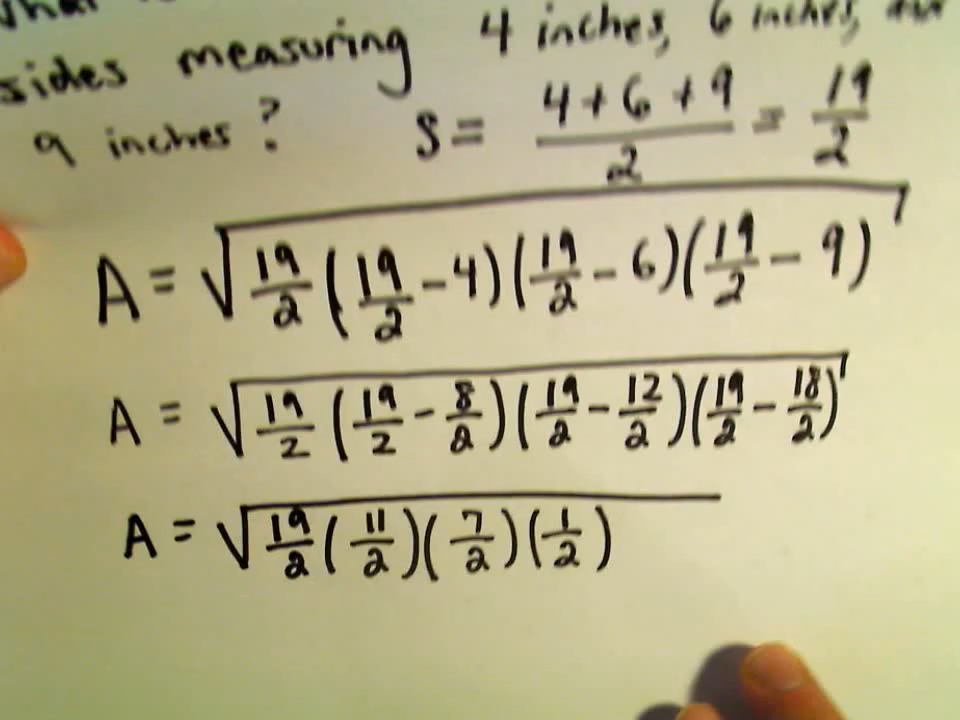 sides measuring 4 inches, 6 inches,
9 inches? S = (4 + 6 + 9)/2 = 19/2
A = √(19/2 (19/2 - 4)(19/2 - 6)(19/2 - 9))
A = √(19/2 (19/2 - 8/2)(19/2 - 12/2)(19/2 - 18/2))
A = √(19/2 (11/2)(7/2)(1/2))